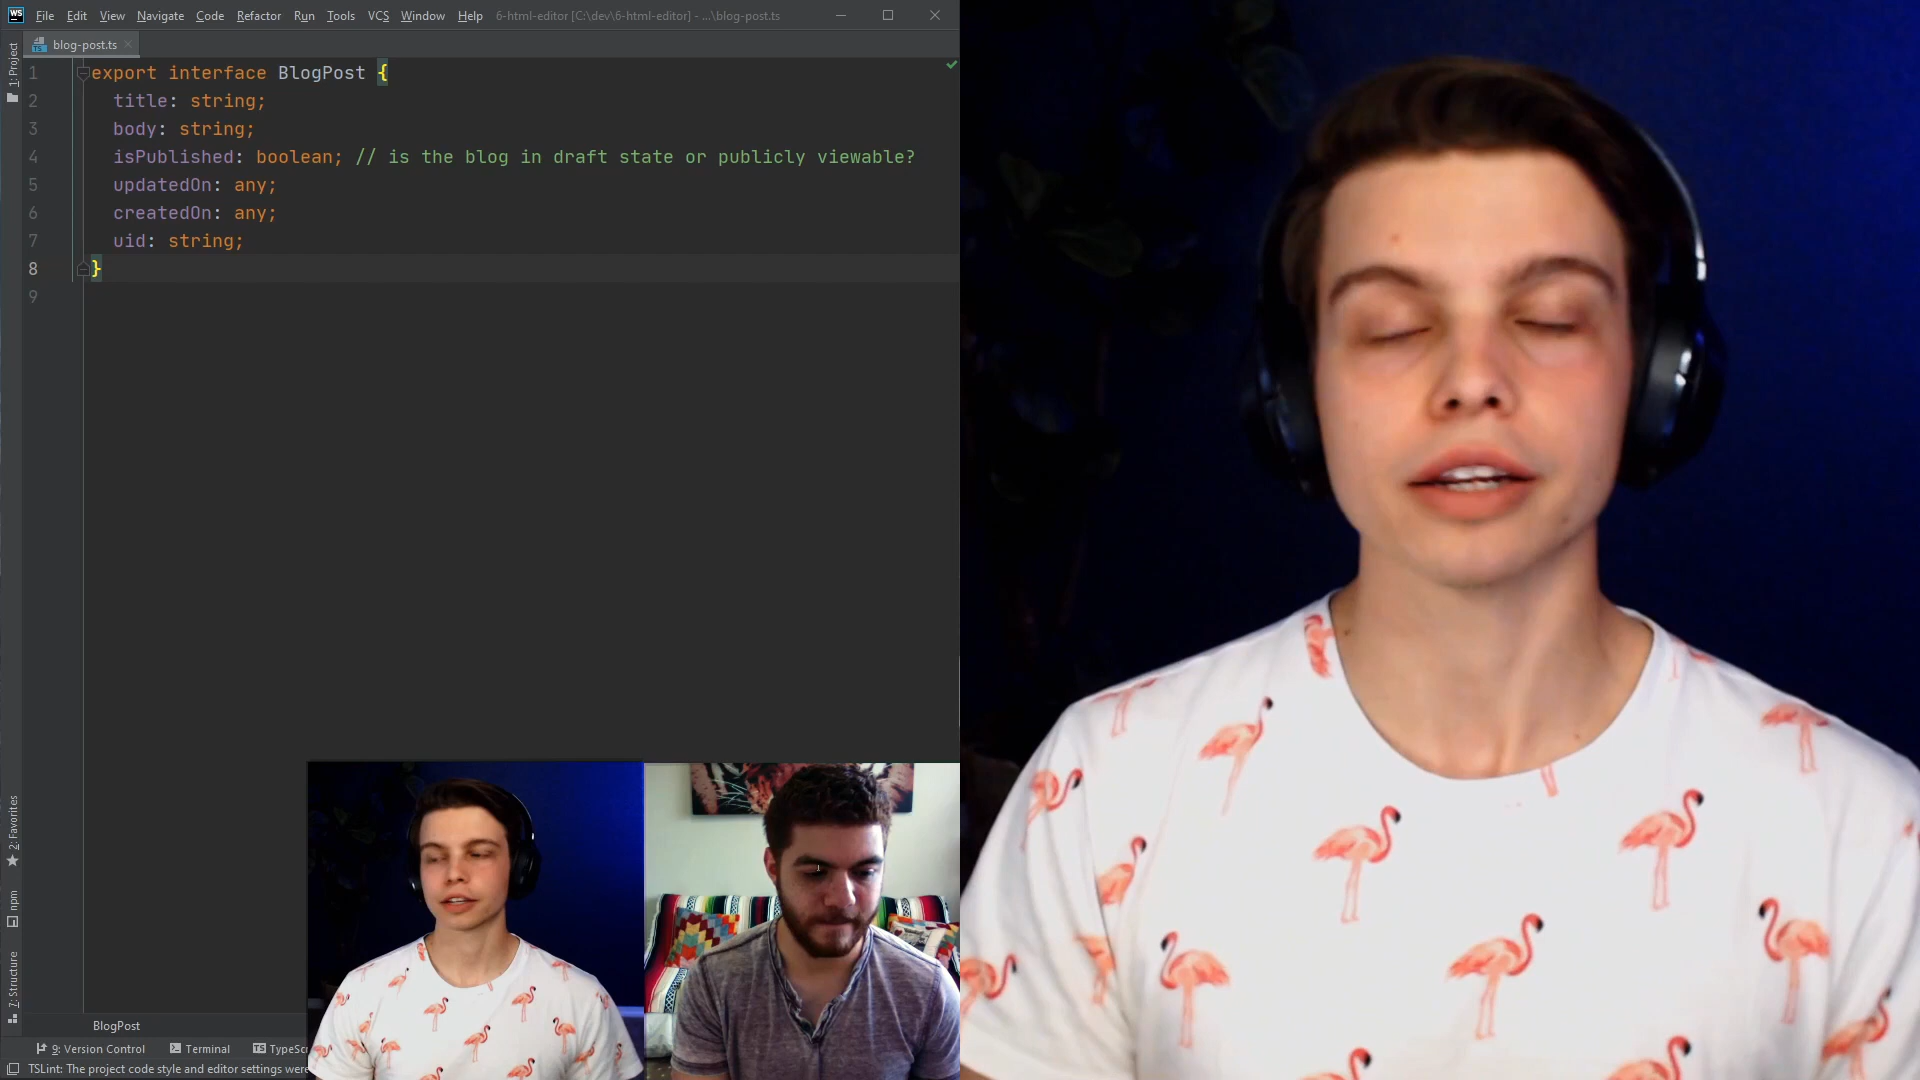 WS File Edit View Navigate Code Refactor Run Tools VCS Window Help 6-html-editor [C:\dev\6-html-editor] - ...\blog-post.ts
TS blog-post.ts
1: Project
1 export interface BlogPost {
2 title: string;
3 body: string;
4 isPublished: boolean; // is the blog in draft state or publicly viewable?
5 updatedOn: any;
6 createdOn: any;
7 uid: string;
8 }
9
2: Favorites
npm
7: Structure
BlogPost
9: Version Control Terminal TS TypeScr
TSLint: The project code style and editor settings were